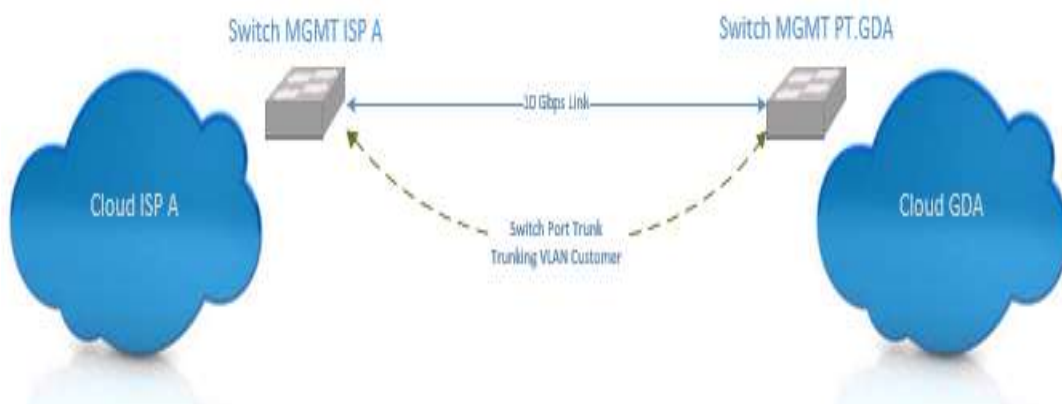 Switch MGMT ISP A
Switch MGMT PT.GDA
10 Gbps Link
Cloud ISP A
Cloud GDA
Switch Port Trunk
Trunking VLAN Customer